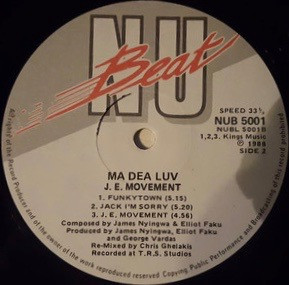 NU
Beat
SPEED 33⅓
NUB 5001
NUBL 5001B
1,2,3. Kings Music
℗ 1988
SIDE 2
MA DEA LUV
J. E. MOVEMENT
1. FUNKYTOWN (5.15)
2. JACK I'M SORRY (5.20)
3. J. E. MOVEMENT (4.56)
Composed by James Nyingwa & Elliot Faku
Produced by James Nyingwa, Elliot Faku
and George Vardas
Re-Mixed by Chris Ghelakis
Recorded at T.R.S. Studios
All rights of the Record Producer and of the owner of the work reserved Copying Public Performance and Broadcasting of this record prohibited